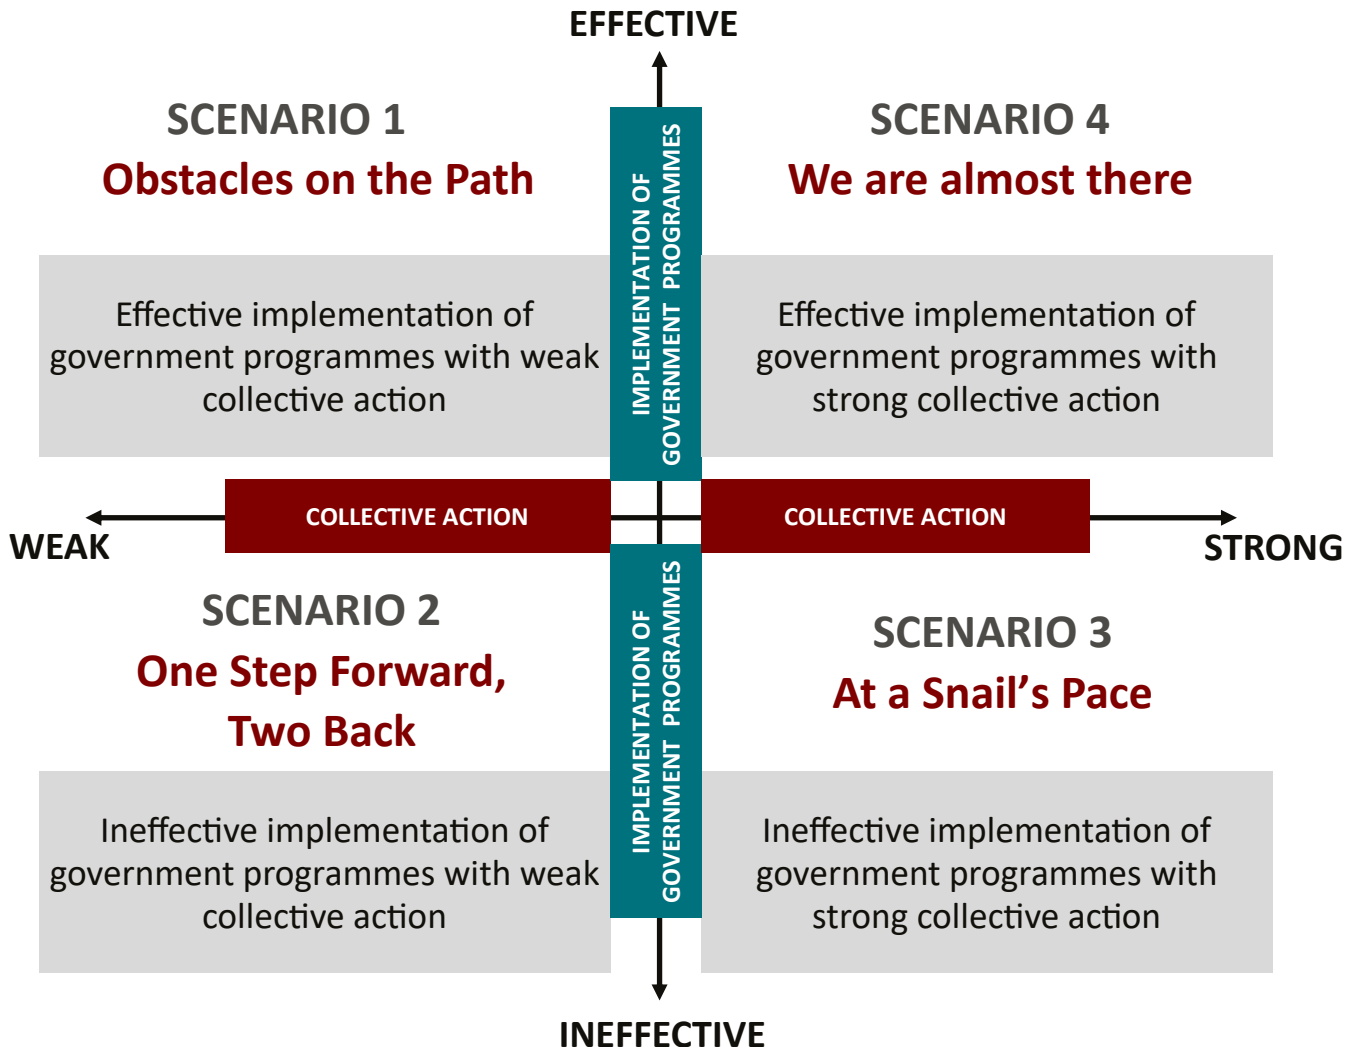 EFFECTIVE
SCENARIO 1
Obstacles on the Path
Effective implementation of
government programmes with weak
collective action
IMPLEMENTATION OF
GOVERNMENT PROGRAMMES
SCENARIO 4
We are almost there
Effective implementation of
government programmes with
strong collective action
WEAK
COLLECTIVE ACTION
COLLECTIVE ACTION
STRONG
SCENARIO 2
One Step Forward,
Two Back
Ineffective implementation of
government programmes with weak
collective action
IMPLEMENTATION OF
GOVERNMENT PROGRAMMES
SCENARIO 3
At a Snail’s Pace
Ineffective implementation of
government programmes with
strong collective action
INEFFECTIVE